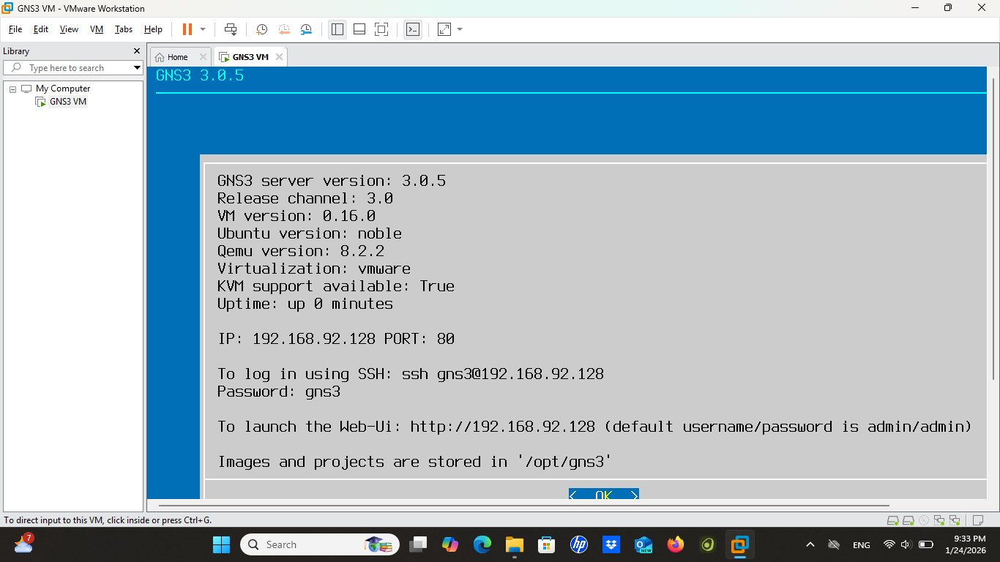 GNS3 VM - VMware Workstation
File Edit View VM Tabs Help
Library
Type here to search
My Computer
GNS3 VM
Home
GNS3 VM
GNS3 3.0.5
GNS3 server version: 3.0.5
Release channel: 3.0
VM version: 0.16.0
Ubuntu version: noble
Qemu version: 8.2.2
Virtualization: vmware
KVM support available: True
Uptime: up 0 minutes
IP: 192.168.92.128 PORT: 80
To log in using SSH: ssh gns3@192.168.92.128
Password: gns3
To launch the Web-Ui: http://192.168.92.128 (default username/password is admin/admin)
Images and projects are stored in '/opt/gns3'
< OK >
To direct input to this VM, click inside or press Ctrl+G.
7
Search
NEW
ENG
9:33 PM
1/24/2026